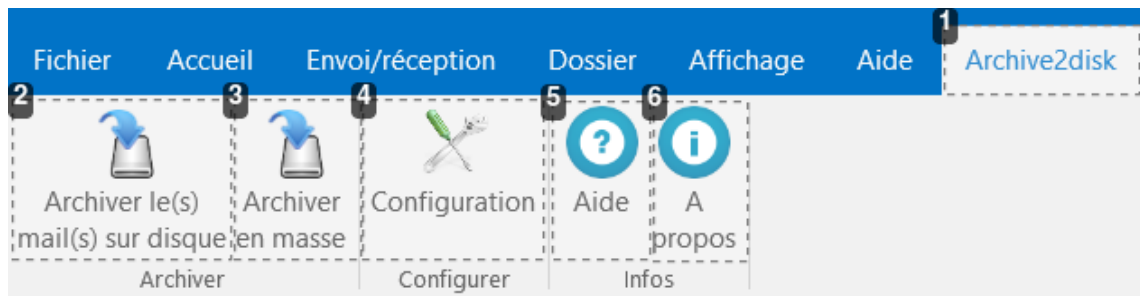 1
Fichier Accueil Envoi/réception Dossier Affichage Aide Archive2disk
2 3 4 5 6
Archiver le(s) Archiver Configuration Aide A
mail(s) sur disque en masse propos
Archiver Configurer Infos